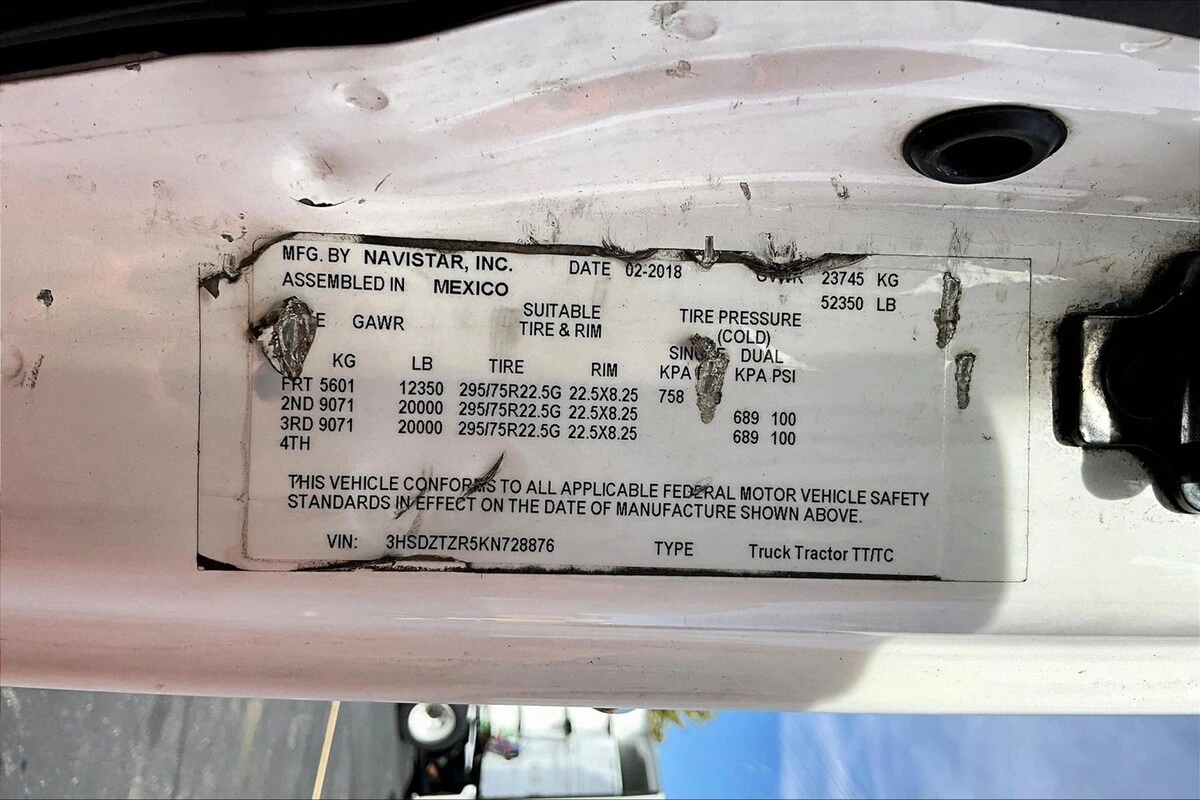 MFG. BY NAVISTAR, INC. DATE 02-2018 GVWR 23745 KG
ASSEMBLED IN MEXICO 52350 LB
GAWR SUITABLE TIRE & RIM TIRE PRESSURE (COLD)
KG LB TIRE RIM KPA DUAL KPA PSI
FRT 5601 12350 295/75R22.5G 22.5X8.25 758
2ND 9071 20000 295/75R22.5G 22.5X8.25 689 100
3RD 9071 20000 295/75R22.5G 22.5X8.25 689 100
4TH
THIS VEHICLE CONFORMS TO ALL APPLICABLE FEDERAL MOTOR VEHICLE SAFETY
STANDARDS IN EFFECT ON THE DATE OF MANUFACTURE SHOWN ABOVE.
VIN: 3HSDZTZR5KN728876 TYPE Truck Tractor TT/TC